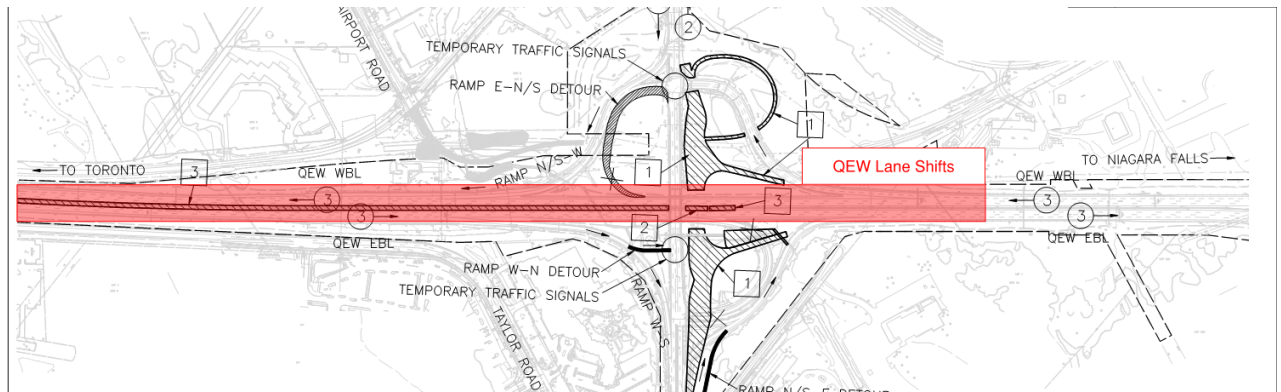 AIRPORT ROAD
2
TEMPORARY TRAFFIC SIGNALS
RAMP E-N/S DETOUR
1
1
QEW Lane Shifts
TO TORONTO
3
QEW WBL
RAMP N/S-W
TO NIAGARA FALLS
QEW WBL
3
3
3
3
3
2
QEW EBL
QEW EBL
RAMP W-N DETOUR
TEMPORARY TRAFFIC SIGNALS
RAMP W-S
1
TAYLOR ROAD
RAMP N/S-E DETOUR